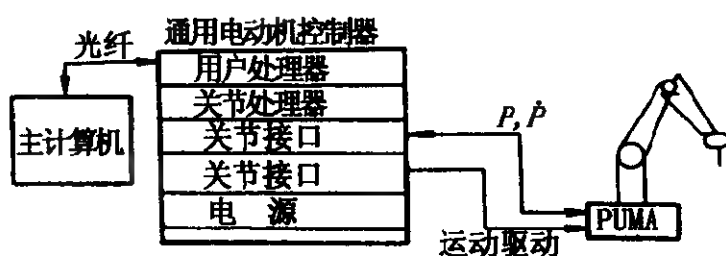 通用电动机控制器
光纤
用户处理器
关节处理器
主计算机
关节接口
P, Ṗ
关节接口
电 源
PUMA
运动驱动